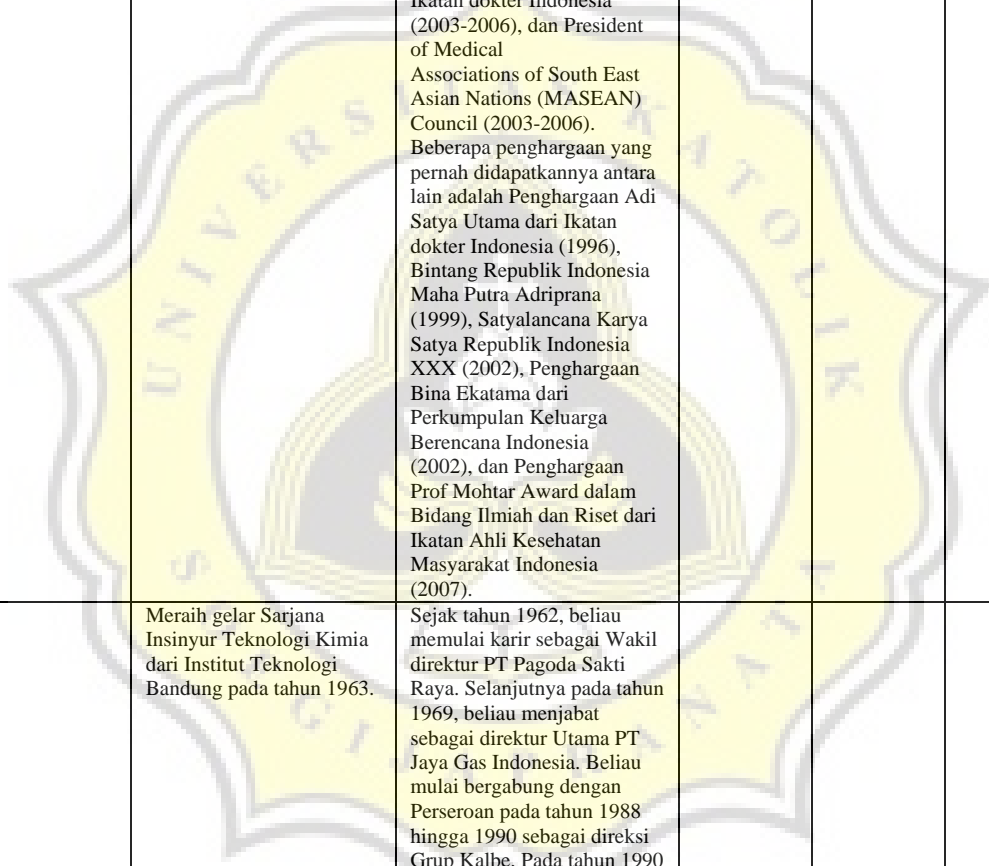 Ikatan dokter Indonesia
(2003-2006), dan President
of Medical
Associations of South East
Asian Nations (MASEAN)
Council (2003-2006).
Beberapa penghargaan yang
pernah didapatkannya antara
lain adalah Penghargaan Adi
Satya Utama dari Ikatan
dokter Indonesia (1996),
Bintang Republik Indonesia
Maha Putra Adriprana
(1999), Satyalancana Karya
Satya Republik Indonesia
XXX (2002), Penghargaan
Bina Ekatama dari
Perkumpulan Keluarga
Berencana Indonesia
(2002), dan Penghargaan
Prof Mohtar Award dalam
Bidang Ilmiah dan Riset dari
Ikatan Ahli Kesehatan
Masyarakat Indonesia
(2007).
Meraih gelar Sarjana
Insinyur Teknologi Kimia
dari Institut Teknologi
Bandung pada tahun 1963.
Sejak tahun 1962, beliau
memulai karir sebagai Wakil
direktur PT Pagoda Sakti
Raya. Selanjutnya pada tahun
1969, beliau menjabat
sebagai direktur Utama PT
Jaya Gas Indonesia. Beliau
mulai bergabung dengan
Perseroan pada tahun 1988
hingga 1990 sebagai direksi
Grup Kalbe. Pada tahun 1990
UNIVERSITAS KATOLIK
SOEGIJAPRANATA